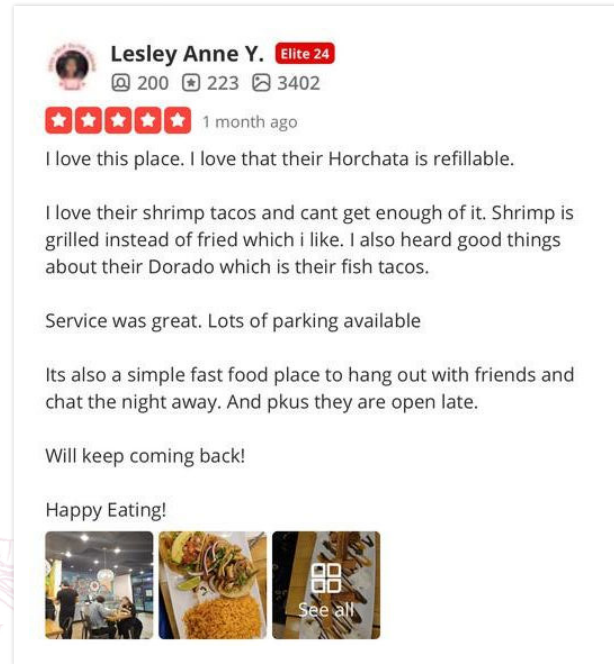 Lesley Anne Y. Elite 24
200 223 3402
1 month ago
I love this place. I love that their Horchata is refillable.
I love their shrimp tacos and cant get enough of it. Shrimp is
grilled instead of fried which i like. I also heard good things
about their Dorado which is their fish tacos.
Service was great. Lots of parking available
Its also a simple fast food place to hang out with friends and
chat the night away. And pkus they are open late.
Will keep coming back!
Happy Eating!
See all